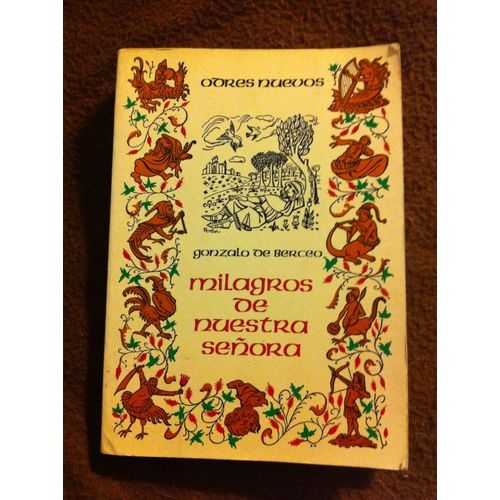 odres nuevos
gonzalo de berceo
milagros
de
nuestra
señora